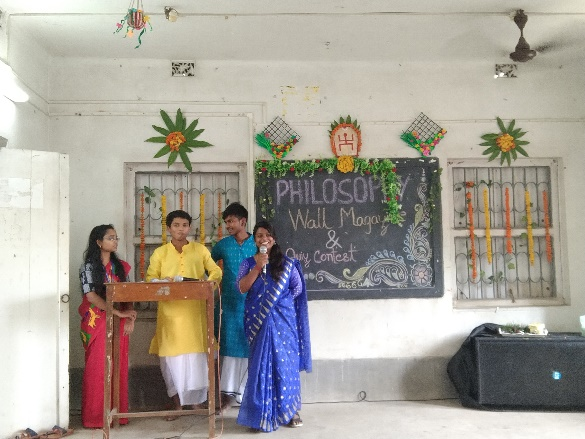 PHILOSOPHY
Wall Magazine
&
Quiz Contest